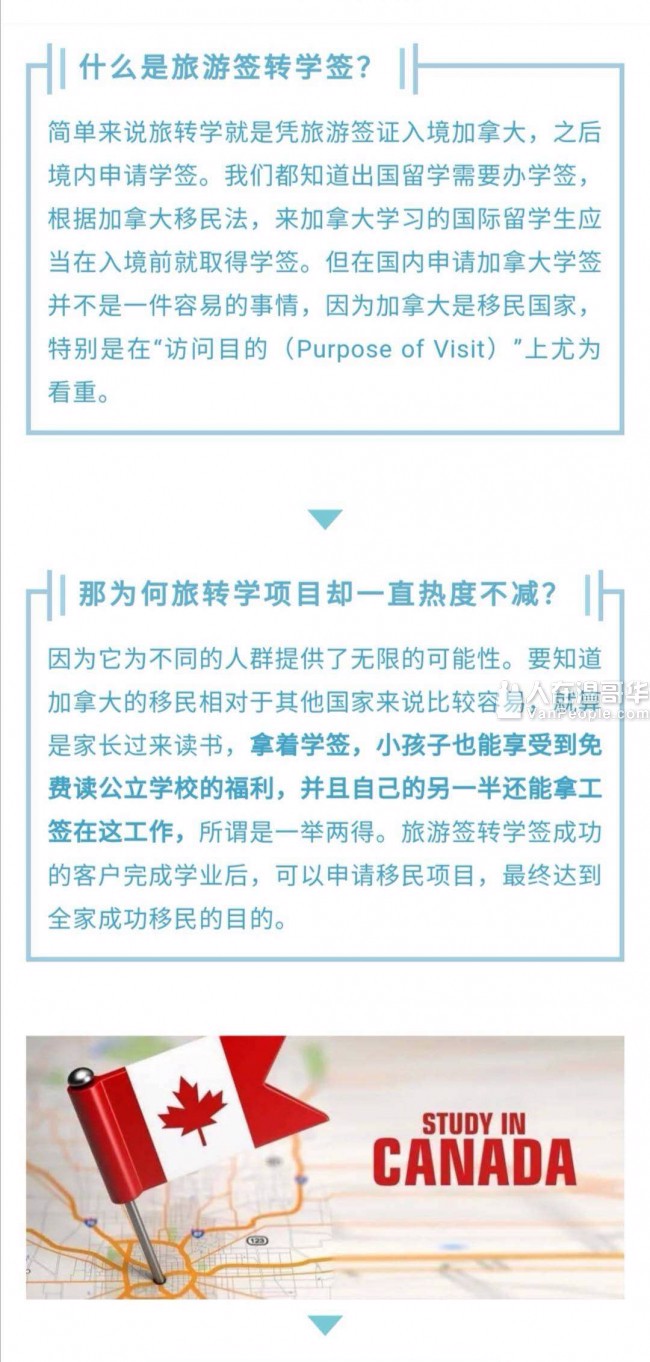 什么是旅游签转学签？
简单来说旅转学就是凭旅游签证入境加拿大，之后
境内申请学签。我们都知道出国留学需要办学签，
根据加拿大移民法，来加拿大学习的国际留学生应
当在入境前就取得学签。但在国内申请加拿大学签
并不是一件容易的事情，因为加拿大是移民国家，
特别是在“访问目的（Purpose of Visit）”上尤为
看重。
那为何旅转学项目却一直热度不减？
因为它为不同的人群提供了无限的可能性。要知道
加拿大的移民相对于其他国家来说比较容易，就算
人在温哥华
VanPeople.com
是家长过来读书，拿着学签，小孩子也能享受到免
费读公立学校的福利，并且自己的另一半还能拿工
签在这工作，所谓是一举两得。旅游签转学签成功
的客户完成学业后，可以申请移民项目，最终达到
全家成功移民的目的。
STUDY IN
CANADA
123